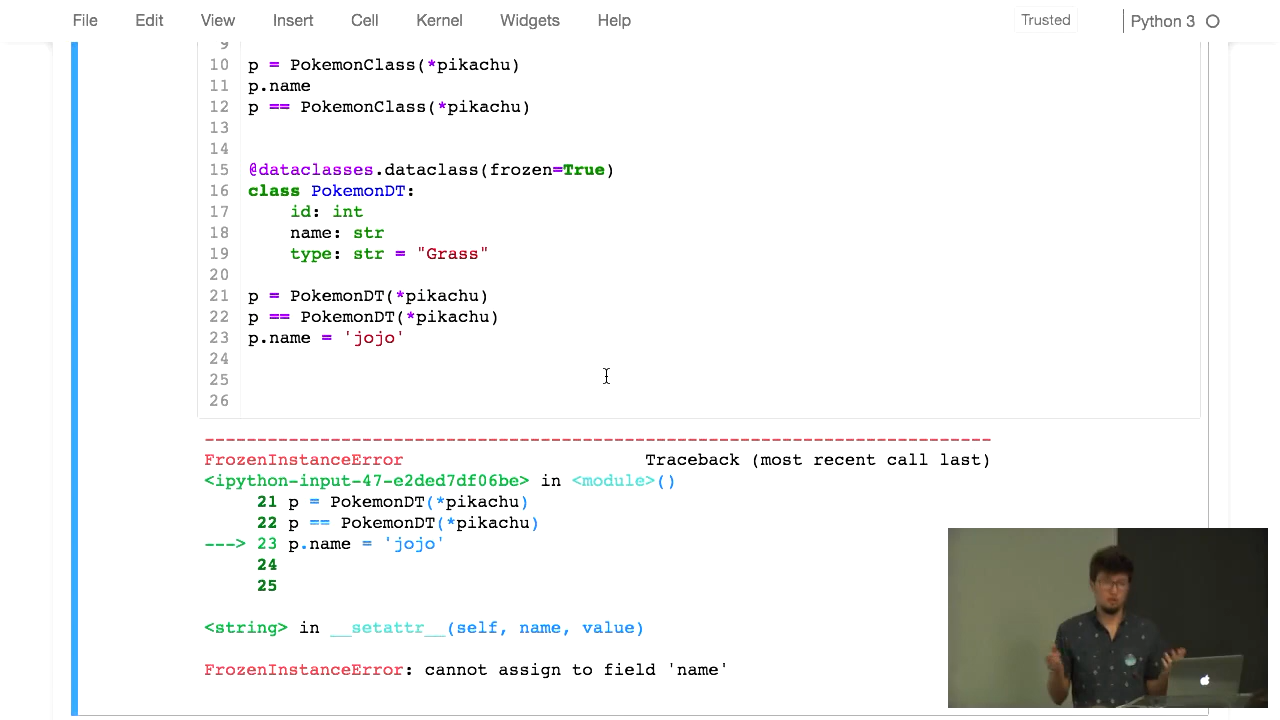 File Edit View Insert Cell Kernel Widgets Help Trusted Python 3
9
10 p = PokemonClass(*pikachu)
11 p.name
12 p == PokemonClass(*pikachu)
13
14
15 @dataclasses.dataclass(frozen=True)
16 class PokemonDT:
17     id: int
18     name: str
19     type: str = "Grass"
20
21 p = PokemonDT(*pikachu)
22 p == PokemonDT(*pikachu)
23 p.name = 'jojo'
24
25
26
---------------------------------------------------------------------------
FrozenInstanceError                       Traceback (most recent call last)
<ipython-input-47-e2ded7df06be> in <module>()
     21 p = PokemonDT(*pikachu)
     22 p == PokemonDT(*pikachu)
---> 23 p.name = 'jojo'
     24
     25
<string> in __setattr__(self, name, value)
FrozenInstanceError: cannot assign to field 'name'